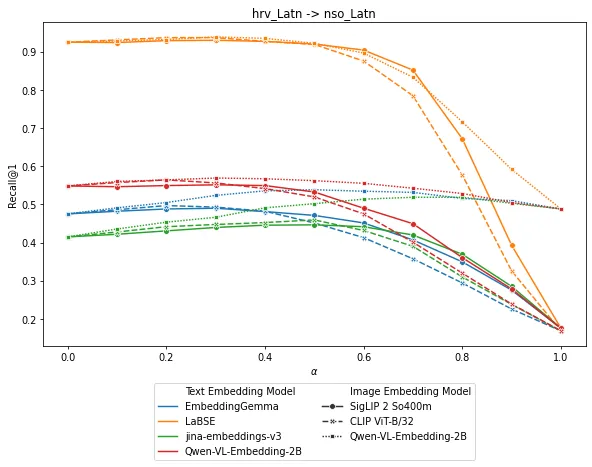 hrv_Latn -> nso_Latn
Recall@1
0.9
0.8
0.7
0.6
0.5
0.4
0.3
0.2
0.0 0.2 0.4 0.6 0.8 1.0
α
Text Embedding Model Image Embedding Model
EmbeddingGemma SigLIP 2 So400m
LaBSE CLIP ViT-B/32
jina-embeddings-v3 Qwen-VL-Embedding-2B
Qwen-VL-Embedding-2B